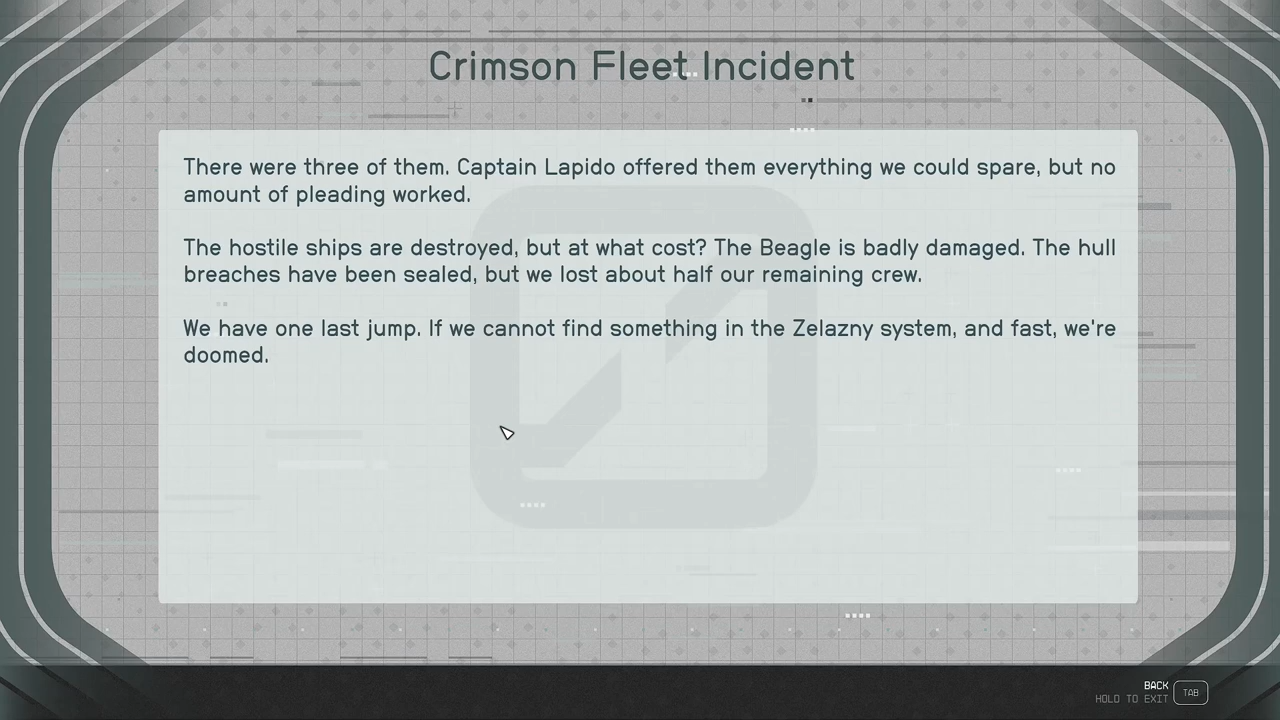 Crimson Fleet Incident
There were three of them. Captain Lapido offered them everything we could spare, but no
amount of pleading worked.
The hostile ships are destroyed, but at what cost? The Beagle is badly damaged. The hull
breaches have been sealed, but we lost about half our remaining crew.
We have one last jump. If we cannot find something in the Zelazny system, and fast, we're
doomed.
BACK
HOLD TO EXIT
TAB